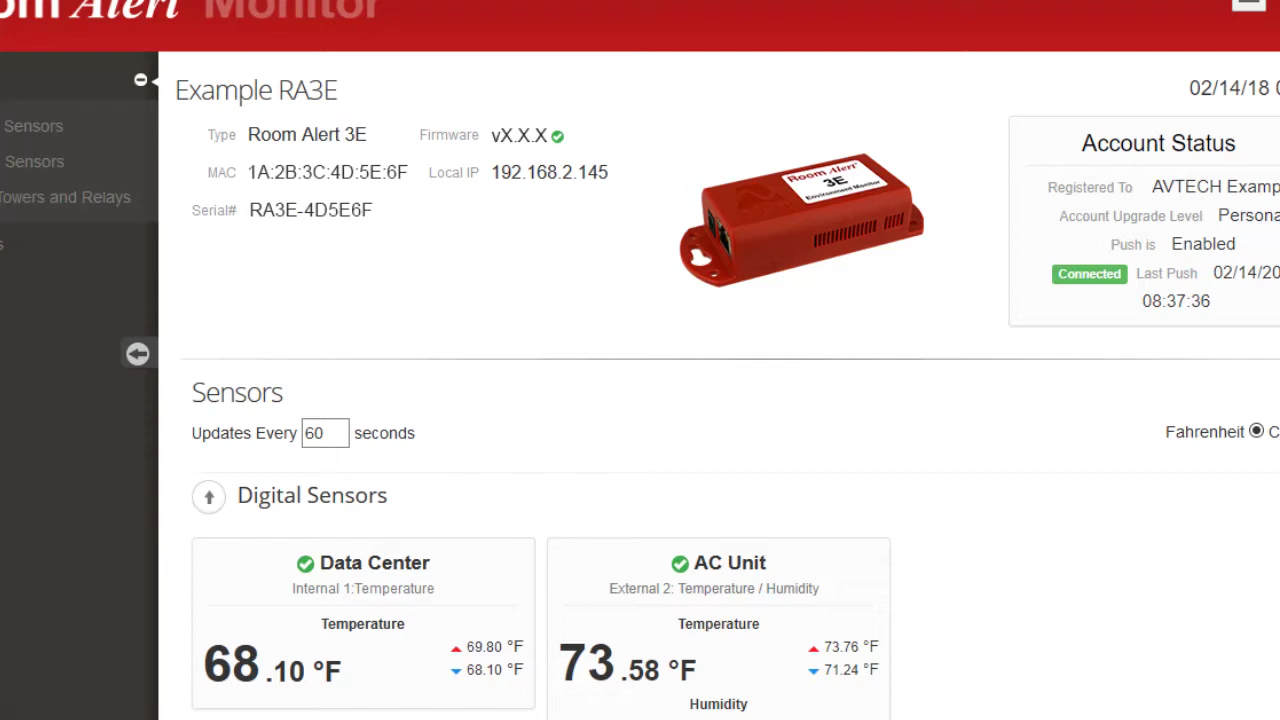 Alert Monitor
Example RA3E
02/14/18
Type Room Alert 3E Firmware vX.X.X
MAC 1A:2B:3C:4D:5E:6F Local IP 192.168.2.145
Serial# RA3E-4D5E6F
Room Alert
3E
Environment Monitor
Sensors
Sensors
Towers and Relays
s
Account Status
Registered To AVTECH Examp
Account Upgrade Level Persona
Push is Enabled
Connected Last Push 02/14/20
08:37:36
Sensors
Updates Every 60 seconds
Fahrenheit C
Digital Sensors
Data Center
Internal 1:Temperature
Temperature
68.10 °F
69.80 °F
68.10 °F
AC Unit
External 2: Temperature / Humidity
Temperature
73.58 °F
73.76 °F
71.24 °F
Humidity